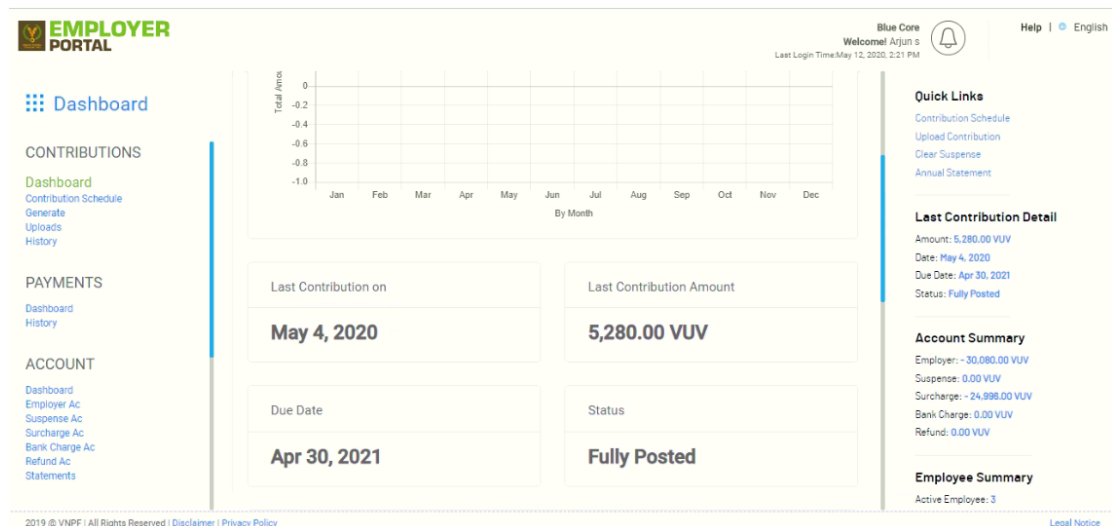 EMPLOYER
PORTAL
Blue Core
Welcome! Arjun s
Last Login Time:May 12, 2020, 2:21 PM
Help | English
Dashboard
CONTRIBUTIONS
Dashboard
Contribution Schedule
Generate
Uploads
History
PAYMENTS
Dashboard
History
ACCOUNT
Dashboard
Employer Ac
Suspense Ac
Surcharge Ac
Bank Charge Ac
Refund Ac
Statements
Total
0
-0.2
-0.4
-0.6
-0.8
-1.0
Jan Feb Mar Apr May Jun Jul Aug Sep Oct Nov Dec
By Month
Last Contribution on
May 4, 2020
Last Contribution Amount
5,280.00 VUV
Due Date
Apr 30, 2021
Status
Fully Posted
Quick Links
Contribution Schedule
Upload Contribution
Clear Suspense
Annual Statement
Last Contribution Detail
Amount: 5,280.00 VUV
Date: May 4, 2020
Due Date: Apr 30, 2021
Status: Fully Posted
Account Summary
Employer: - 30,080.00 VUV
Suspense: 0.00 VUV
Surcharge: - 24,998.00 VUV
Bank Charge: 0.00 VUV
Refund: 0.00 VUV
Employee Summary
Active Employee: 3
2019 @ VNPF | All Rights Reserved | Disclaimer | Privacy Policy
Legal Notice